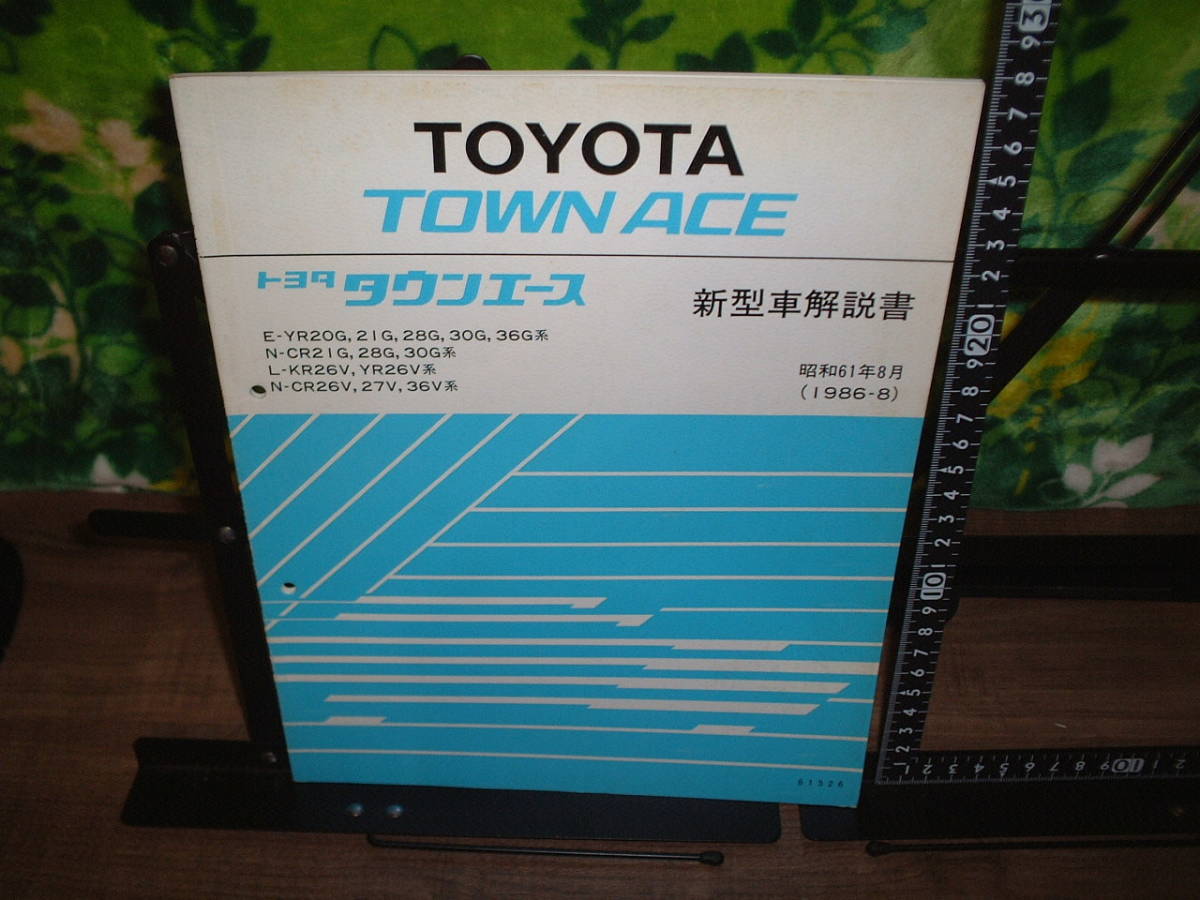 TOYOTA
TOWN ACE
トヨタ タウンエース
新型車解説書
E-YR20G, 21G, 28G, 30G, 36G系
N-CR21G, 28G, 30G系
L-KR26V, YR26V系
N-CR26V, 27V, 36V系
昭和61年8月
(1986-8)
61526